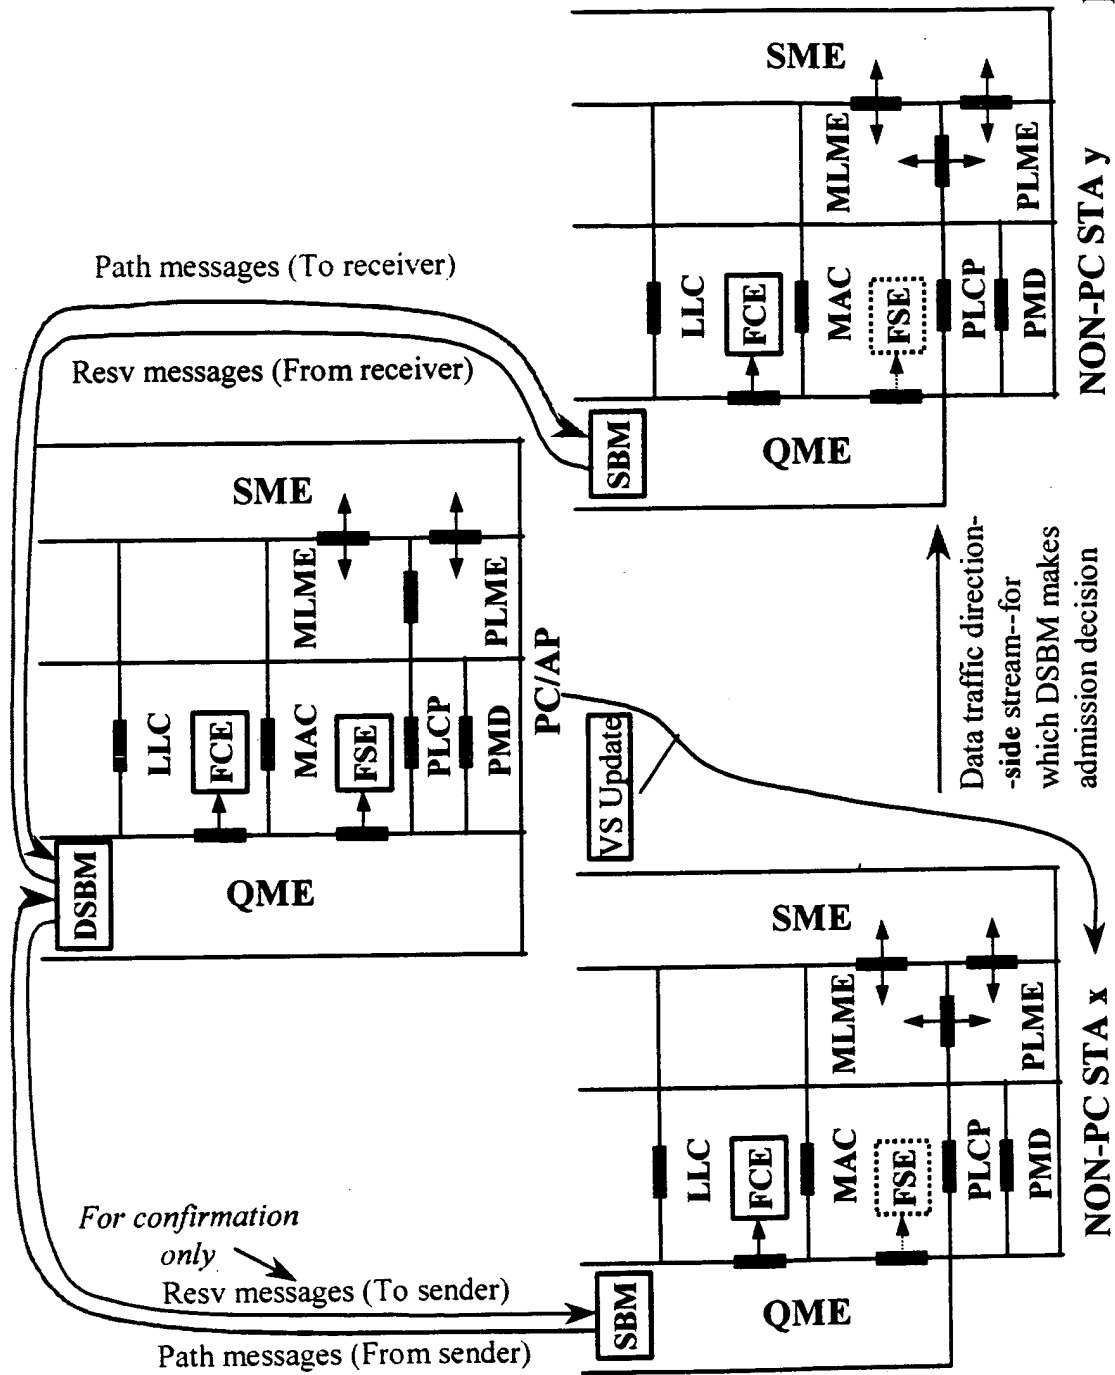 SME
MLME
PLME
LLC
FCE
MAC
FSE
PLCP
PMD
SBM
QME
NON-PC STA y
Path messages (To receiver)
Resv messages (From receiver)
SME
MLME
PLME
LLC
FCE
MAC
FSE
PLCP
PMD
DSBM
QME
PC/AP
VS Update
Data traffic direction-
-side stream--for
which DSBM makes
admission decision
SME
MLME
PLME
LLC
FCE
MAC
FSE
PLCP
PMD
SBM
QME
NON-PC STA x
For confirmation
only
Resv messages (To sender)
Path messages (From sender)